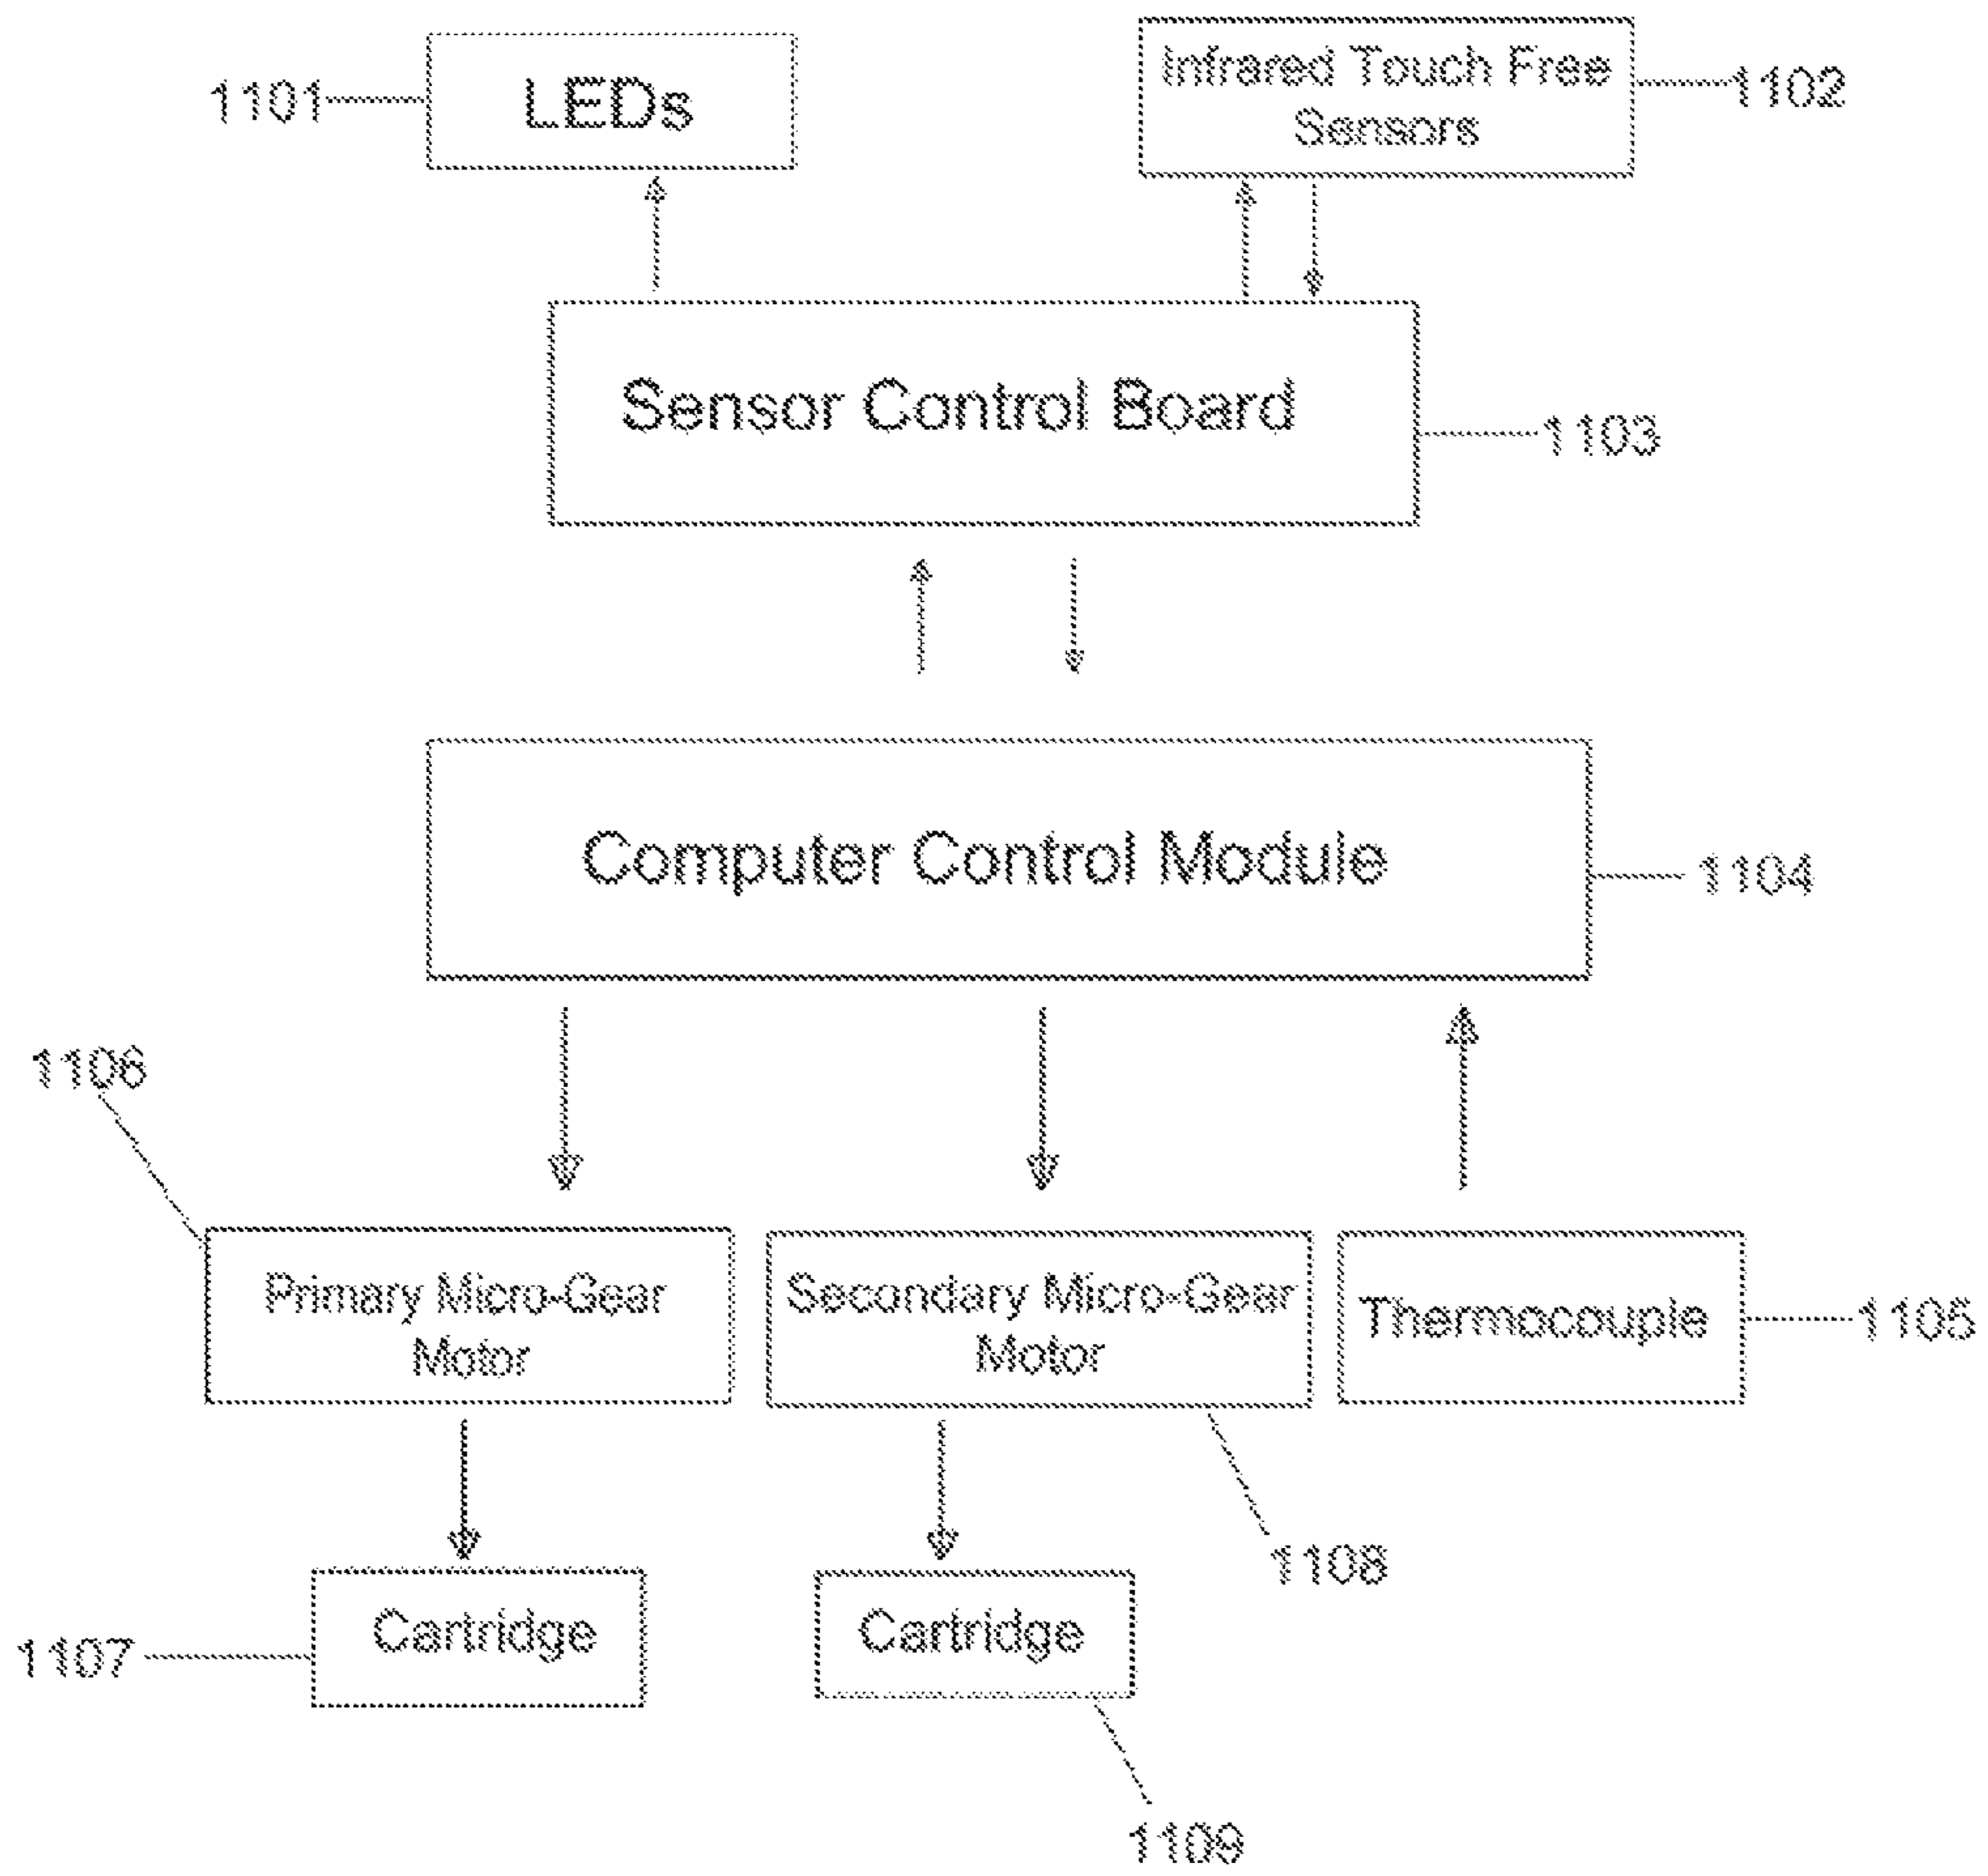 LEDs
1101
Infrared Touch Free
Sensors
1102
Sensor Control Board
1103
Computer Control Module
1104
1106
Primary Micro-Gear
Motor
Secondary Micro-Gear
Motor
Thermocouple
1105
1108
Cartridge
1107
Cartridge
1109